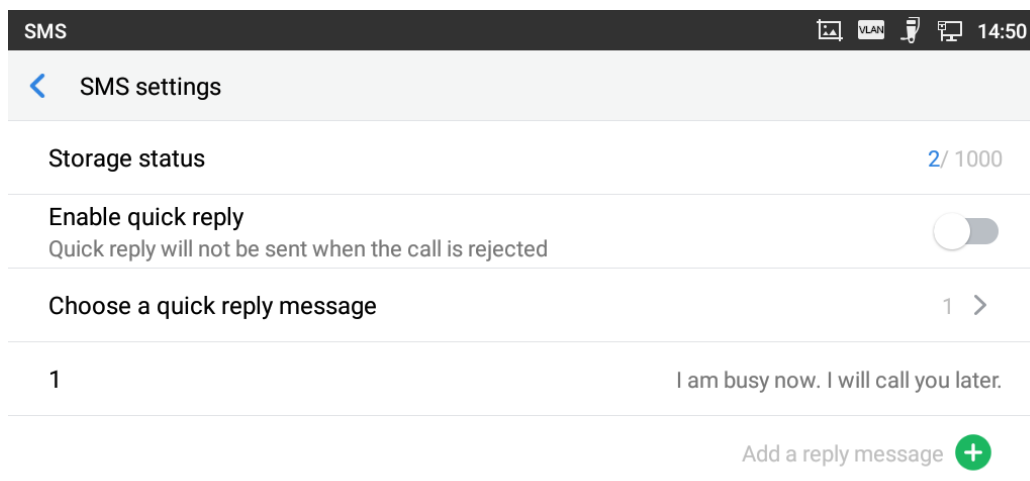 SMS VLAN 14:50
SMS settings
Storage status 2/ 1000
Enable quick reply
Quick reply will not be sent when the call is rejected
Choose a quick reply message 1
1 I am busy now. I will call you later.
Add a reply message